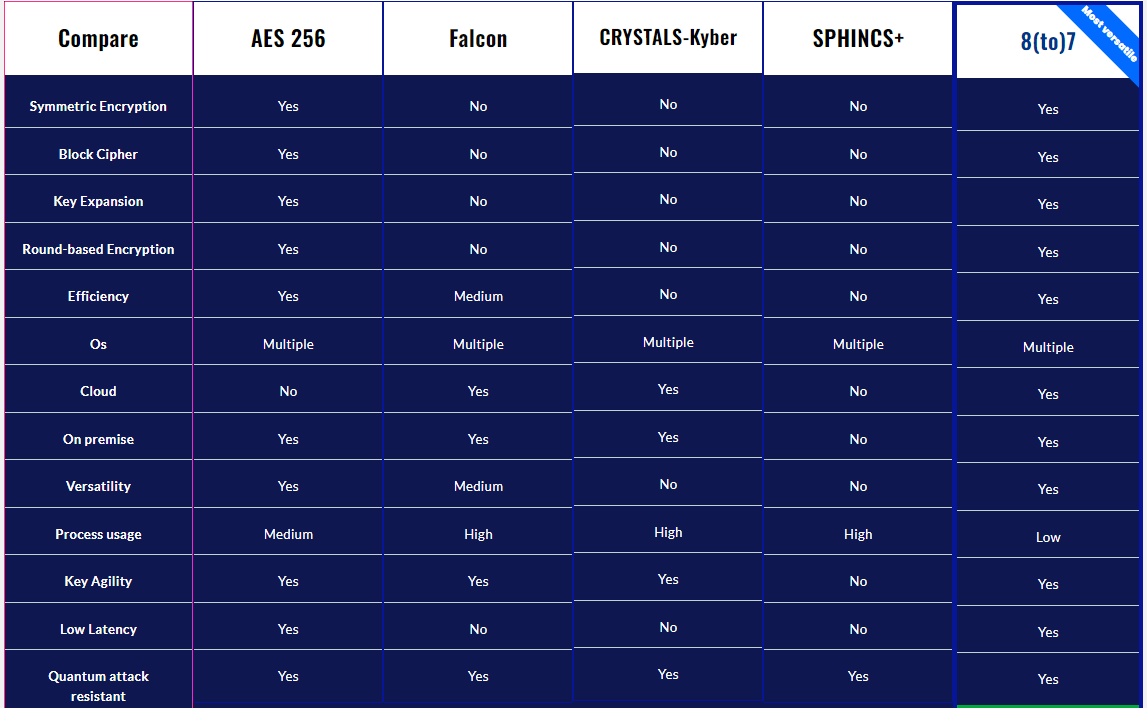 Compare AES 256 Falcon CRYSTALS-Kyber SPHINCS+ 8(to)7 Most versatile
Symmetric Encryption Yes No No No Yes
Block Cipher Yes No No No Yes
Key Expansion Yes No No No Yes
Round-based Encryption Yes No No No Yes
Efficiency Yes Medium No No Yes
Os Multiple Multiple Multiple Multiple Multiple
Cloud No Yes Yes No Yes
On premise Yes Yes Yes No Yes
Versatility Yes Medium No No Yes
Process usage Medium High High High Low
Key Agility Yes Yes Yes No Yes
Low Latency Yes No No No Yes
Quantum attack Yes Yes Yes Yes Yes
resistant